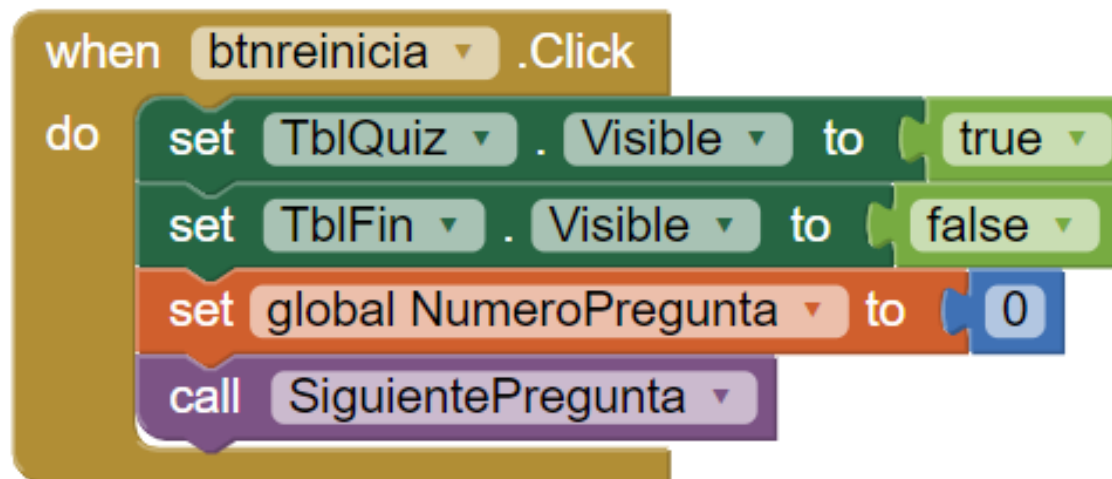 when btnreinicia .Click
do set TblQuiz . Visible to true
set TblFin . Visible to false
set global NumeroPregunta to 0
call SiguientePregunta